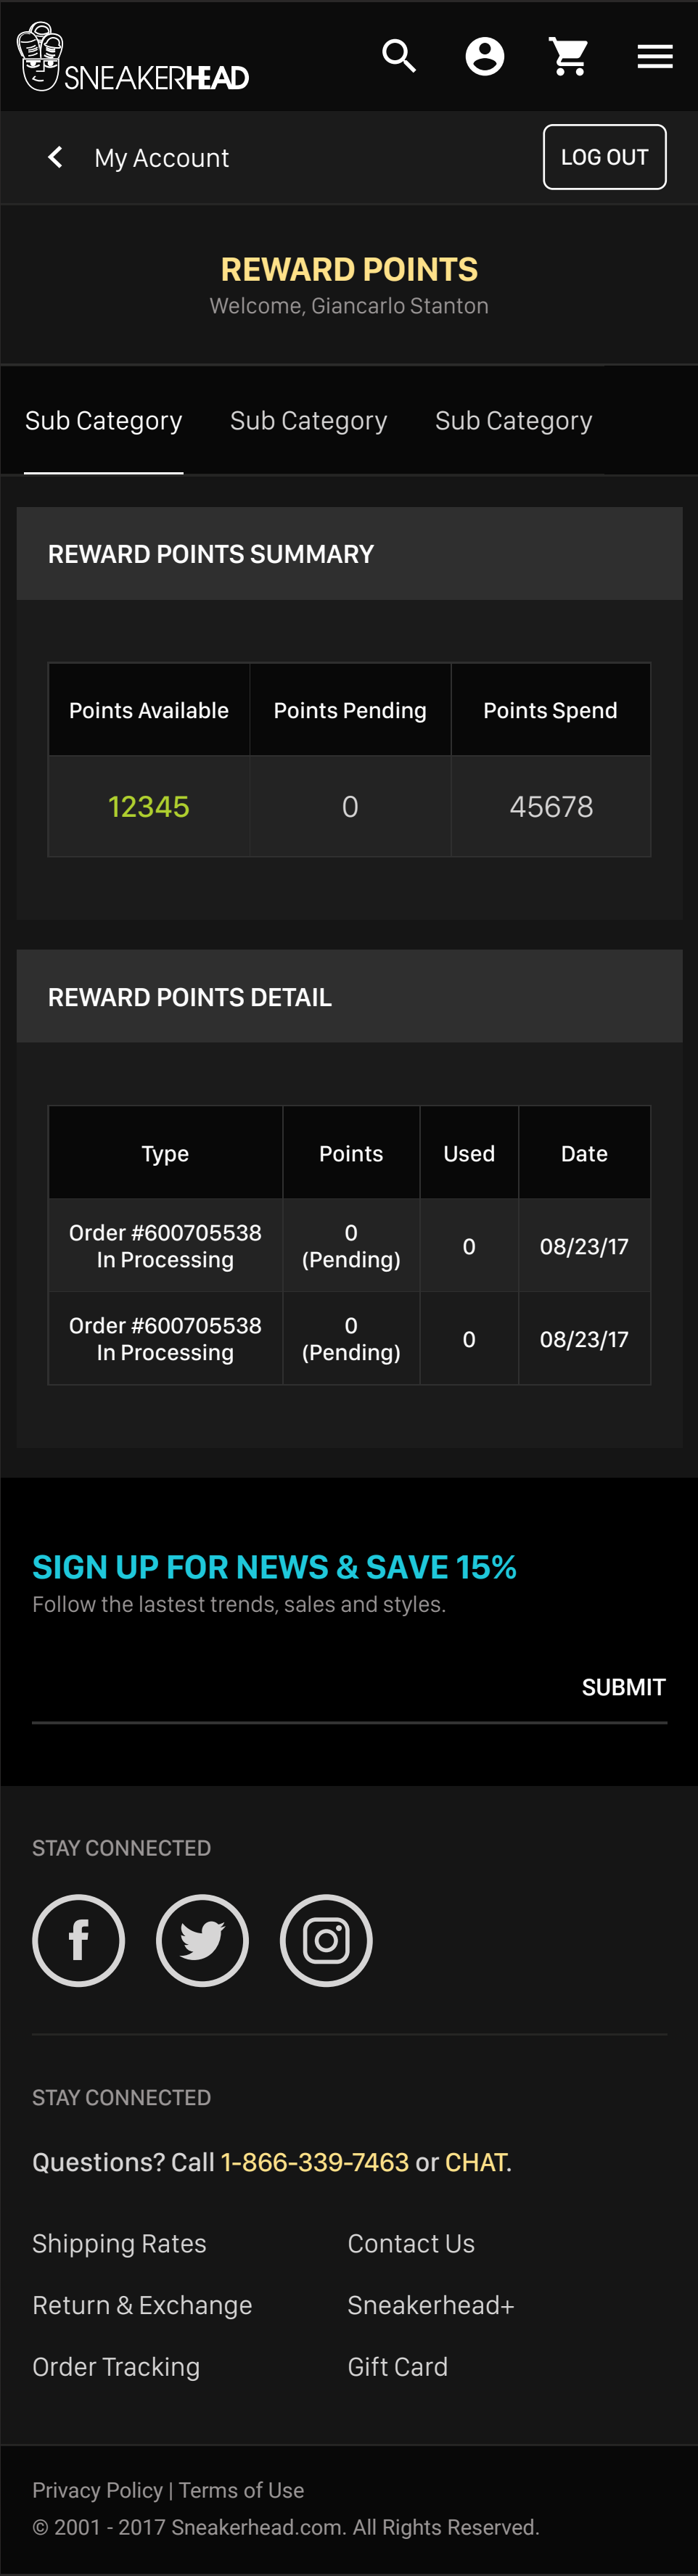 SNEAKERHEAD
My Account
LOG OUT
REWARD POINTS
Welcome, Giancarlo Stanton
Sub Category Sub Category Sub Category
REWARD POINTS SUMMARY
Points Available Points Pending Points Spend
12345 0 45678
REWARD POINTS DETAIL
Type Points Used Date
Order #600705538 In Processing 0 (Pending) 0 08/23/17
Order #600705538 In Processing 0 (Pending) 0 08/23/17
SIGN UP FOR NEWS & SAVE 15%
Follow the lastest trends, sales and styles.
SUBMIT
STAY CONNECTED
STAY CONNECTED
Questions? Call 1-866-339-7463 or CHAT.
Shipping Rates Contact Us
Return & Exchange Sneakerhead+
Order Tracking Gift Card
Privacy Policy | Terms of Use
© 2001 - 2017 Sneakerhead.com. All Rights Reserved.